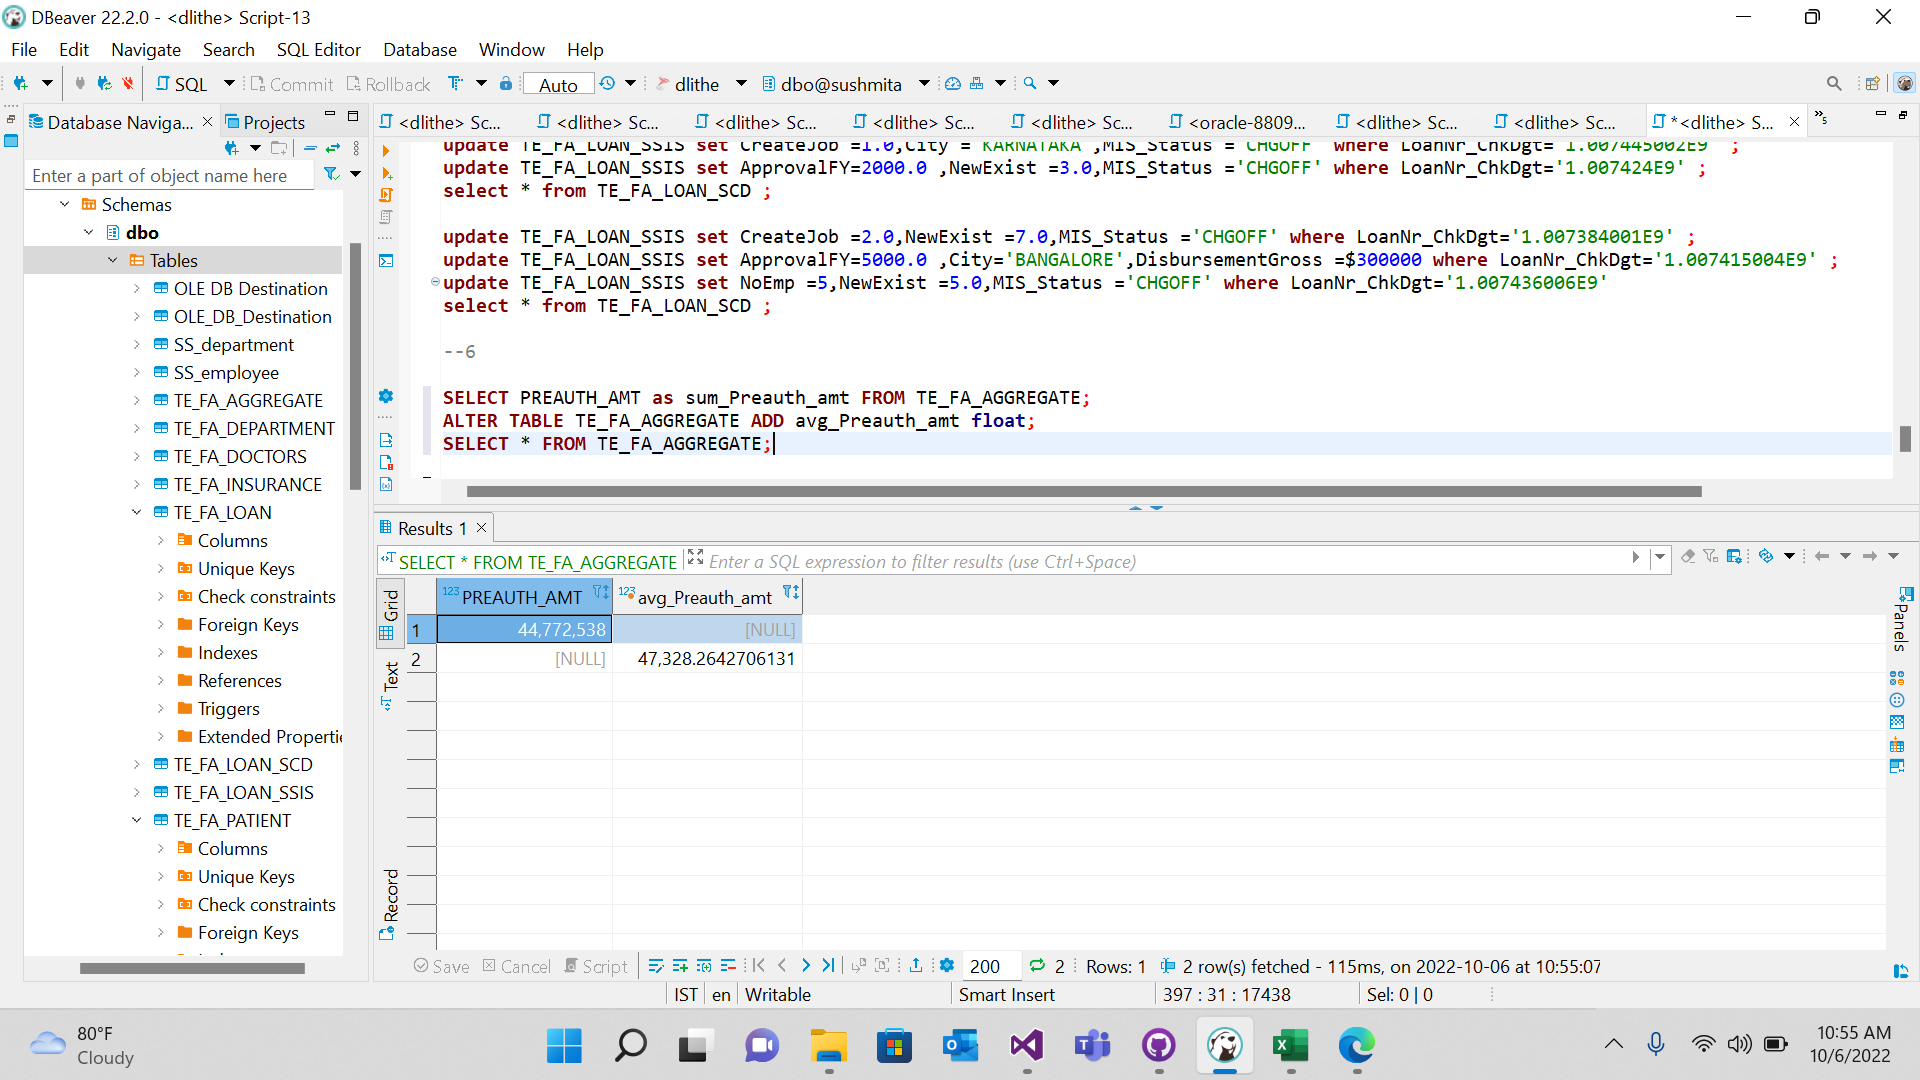 DBeaver 22.2.0 - <dlithe> Script-13
File Edit Navigate Search SQL Editor Database Window Help
SQL Commit Rollback Auto dlithe dbo@sushmita
Database Naviga... Projects
Enter a part of object name here
Schemas
dbo
Tables
OLE DB Destination
OLE_DB_Destination
SS_department
SS_employee
TE_FA_AGGREGATE
TE_FA_DEPARTMENT
TE_FA_DOCTORS
TE_FA_INSURANCE
TE_FA_LOAN
Columns
Unique Keys
Check constraints
Foreign Keys
Indexes
References
Triggers
Extended Properti
TE_FA_LOAN_SCD
TE_FA_LOAN_SSIS
TE_FA_PATIENT
Columns
Unique Keys
Check constraints
Foreign Keys
<dlithe> Sc... <dlithe> Sc... <dlithe> Sc... <dlithe> Sc... <dlithe> Sc... <oracle-8809... <dlithe> Sc... <dlithe> Sc... *<dlithe> S... »5
update TE_FA_LOAN_SSIS set CreateJob =1.0,City ='KARNATAKA',MIS_Status ='CHGOFF' where LoanNr_ChkDgt='1.007445002E9' ;
update TE_FA_LOAN_SSIS set ApprovalFY=2000.0 ,NewExist =3.0,MIS_Status ='CHGOFF' where LoanNr_ChkDgt='1.007424E9' ;
select * from TE_FA_LOAN_SCD ;
update TE_FA_LOAN_SSIS set CreateJob =2.0,NewExist =7.0,MIS_Status ='CHGOFF' where LoanNr_ChkDgt='1.007384001E9' ;
update TE_FA_LOAN_SSIS set ApprovalFY=5000.0 ,City='BANGALORE',DisbursementGross =$300000 where LoanNr_ChkDgt='1.007415004E9' ;
update TE_FA_LOAN_SSIS set NoEmp =5,NewExist =5.0,MIS_Status ='CHGOFF' where LoanNr_ChkDgt='1.007436006E9'
select * from TE_FA_LOAN_SCD ;
--6
SELECT PREAUTH_AMT as sum_Preauth_amt FROM TE_FA_AGGREGATE;
ALTER TABLE TE_FA_AGGREGATE ADD avg_Preauth_amt float;
SELECT * FROM TE_FA_AGGREGATE;
Results 1
SELECT * FROM TE_FA_AGGREGATE Enter a SQL expression to filter results (use Ctrl+Space)
Grid
Text
Record
Panels
123 PREAUTH_AMT 123 avg_Preauth_amt
1 44,772,538 [NULL]
2 [NULL] 47,328.2642706131
Save Cancel Script 200 2 Rows: 1 2 row(s) fetched - 115ms, on 2022-10-06 at 10:55:07
IST en Writable Smart Insert 397 : 31 : 17438 Sel: 0 | 0
80°F
Cloudy
10:55 AM
10/6/2022